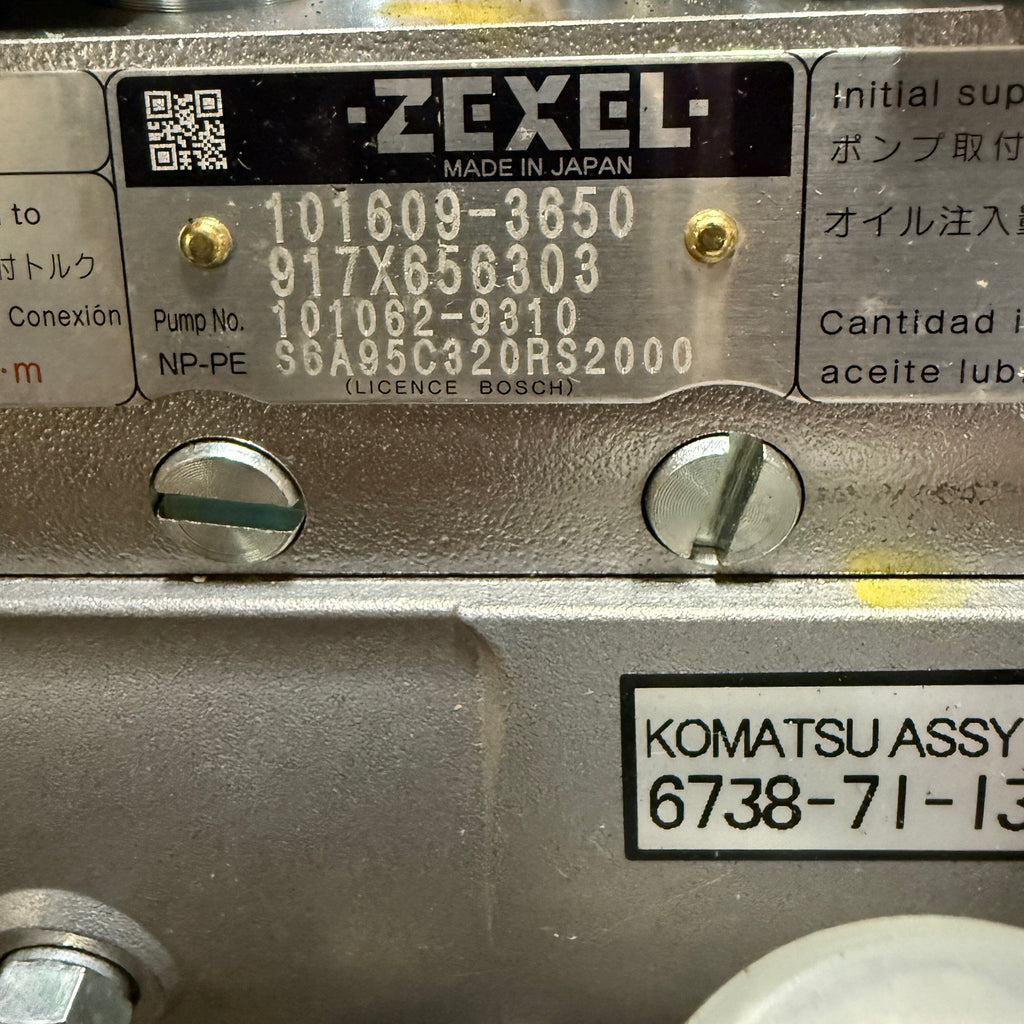 ·ZEXEL·
MADE IN JAPAN
101609-3650
917X656303
Pump No. 101062-9310
NP-PE S6A95C320RS2000
(LICENCE BOSCH)
to
付トルク
Conexión
·m
Initial sup
ポンプ取付
オイル注入量
Cantidad i
aceite lub
KOMATSU ASSY
6738-71-13